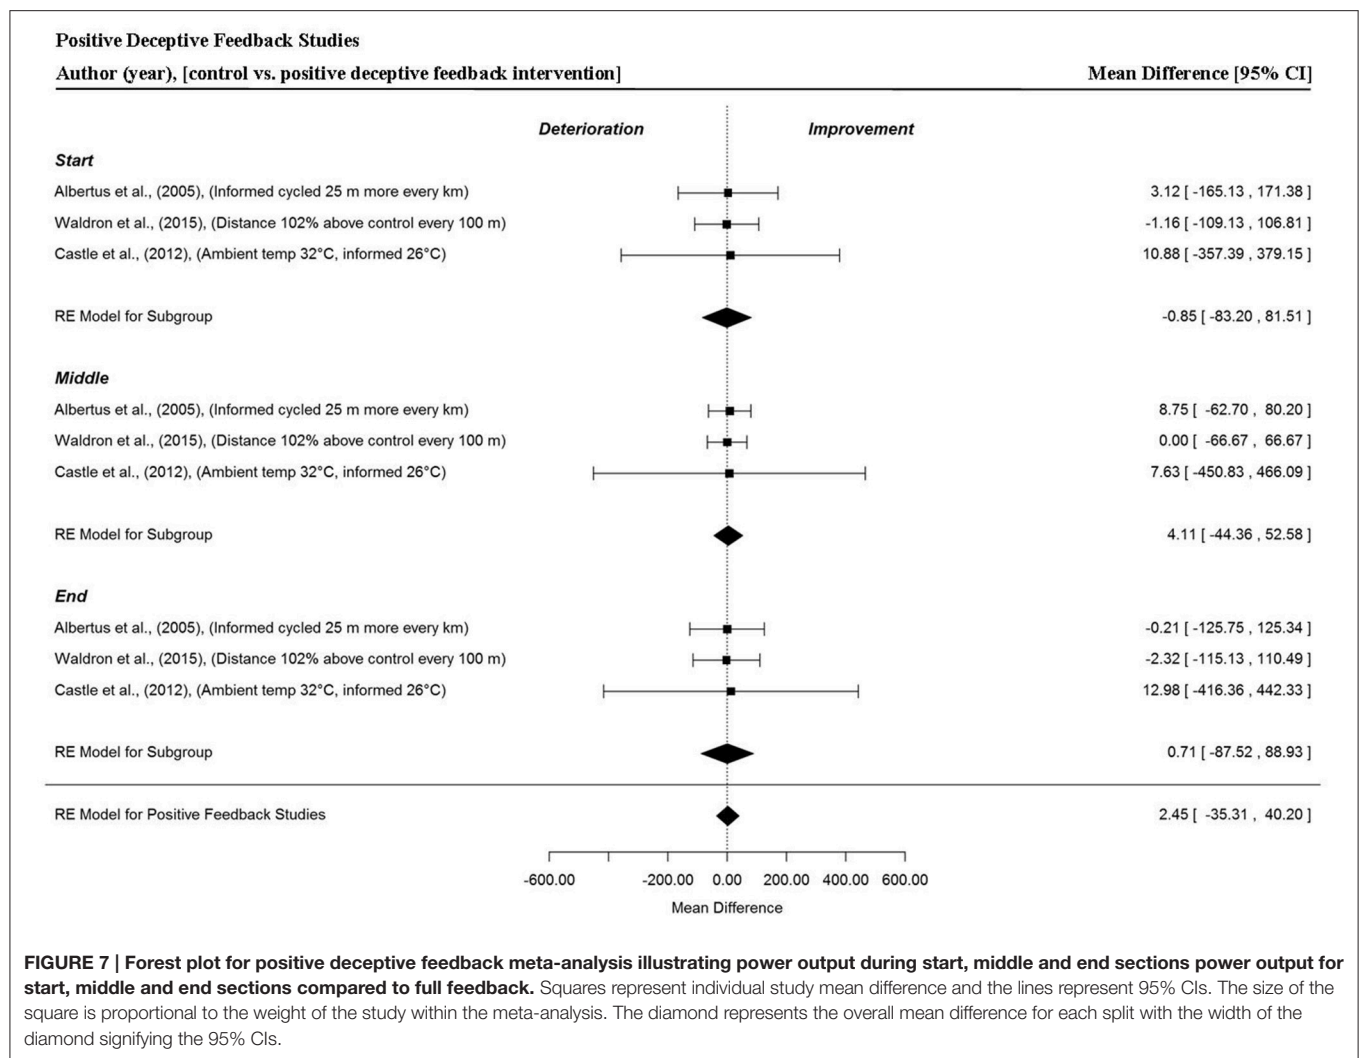 Positive Deceptive Feedback Studies
Author (year), [control vs. positive deceptive feedback intervention] Mean Difference [95% CI]
Deterioration Improvement
Start
Albertus et al., (2005), (Informed cycled 25 m more every km) 3.12 [ -165.13 , 171.38 ]
Waldron et al., (2015), (Distance 102% above control every 100 m) -1.16 [ -109.13 , 106.81 ]
Castle et al., (2012), (Ambient temp 32°C, informed 26°C) 10.88 [ -357.39 , 379.15 ]
RE Model for Subgroup -0.85 [ -83.20 , 81.51 ]
Middle
Albertus et al., (2005), (Informed cycled 25 m more every km) 8.75 [ -62.70 , 80.20 ]
Waldron et al., (2015), (Distance 102% above control every 100 m) 0.00 [ -66.67 , 66.67 ]
Castle et al., (2012), (Ambient temp 32°C, informed 26°C) 7.63 [ -450.83 , 466.09 ]
RE Model for Subgroup 4.11 [ -44.36 , 52.58 ]
End
Albertus et al., (2005), (Informed cycled 25 m more every km) -0.21 [ -125.75 , 125.34 ]
Waldron et al., (2015), (Distance 102% above control every 100 m) -2.32 [ -115.13 , 110.49 ]
Castle et al., (2012), (Ambient temp 32°C, informed 26°C) 12.98 [ -416.36 , 442.33 ]
RE Model for Subgroup 0.71 [ -87.52 , 88.93 ]
RE Model for Positive Feedback Studies 2.45 [ -35.31 , 40.20 ]
-600.00 -200.00 0.00 200.00 400.00 600.00
Mean Difference
FIGURE 7 | Forest plot for positive deceptive feedback meta-analysis illustrating power output during start, middle and end sections power output for
start, middle and end sections compared to full feedback. Squares represent individual study mean difference and the lines represent 95% CIs. The size of the
square is proportional to the weight of the study within the meta-analysis. The diamond represents the overall mean difference for each split with the width of the
diamond signifying the 95% CIs.